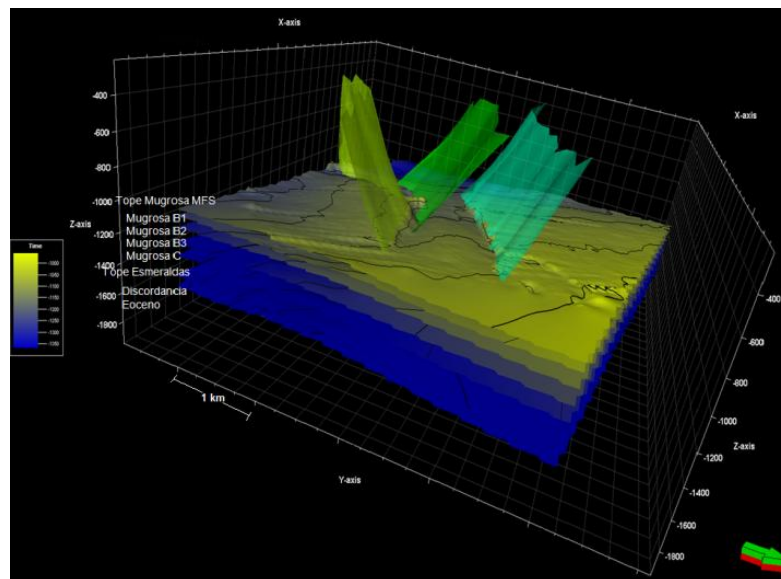 X-axis
-400
-600
-800
-1000
Z-axis
-1200
-1400
-1600
-1800
Tope Mugrosa MFS
Mugrosa B1
Mugrosa B2
Mugrosa B3
Mugrosa C
Tope Esmeraldas
Discordancia
Eoceno
Time
1 km
Y-axis
X-axis
-400
-600
-800
-1000
Z-axis
-1200
-1400
-1600
-1800